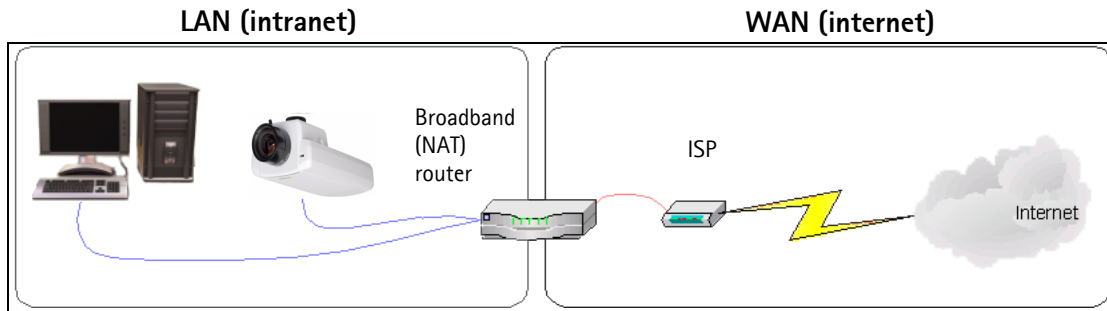 LAN (intranet)
WAN (internet)
Broadband
(NAT)
router
ISP
Internet